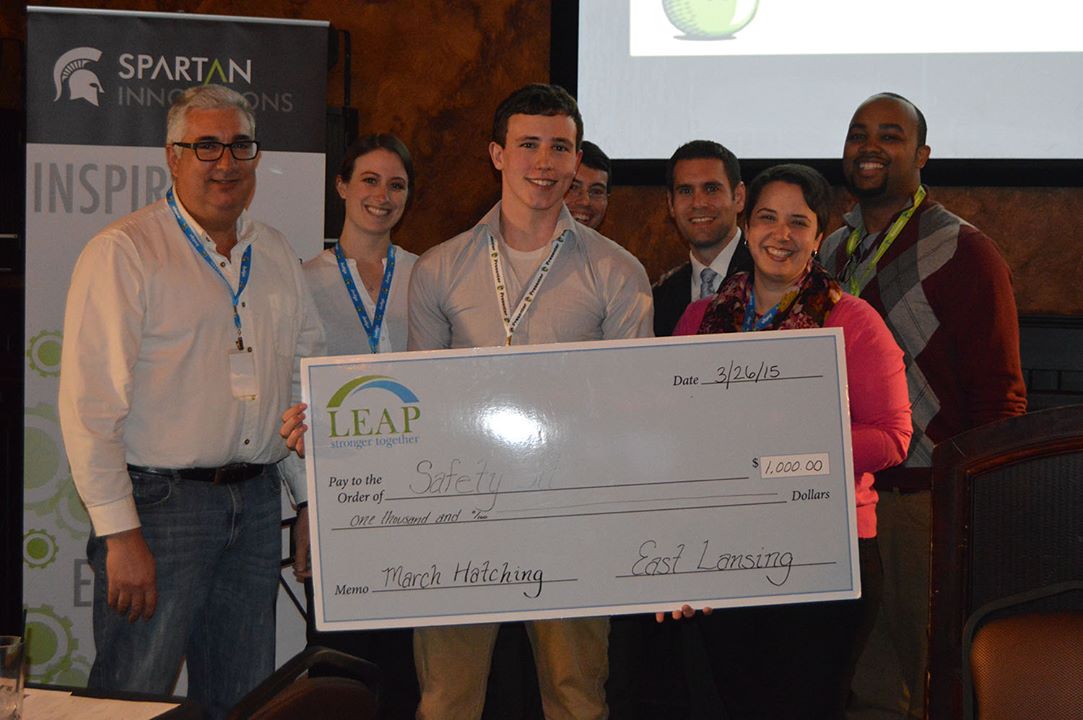 SPARTAN
INNOVATIONS
INSPIR
LEAP
stronger together
Date 3/26/15
Pay to the
Order of Safety
$ 1,000.00
One thousand and Dollars
Memo March Hatching
East Lansing